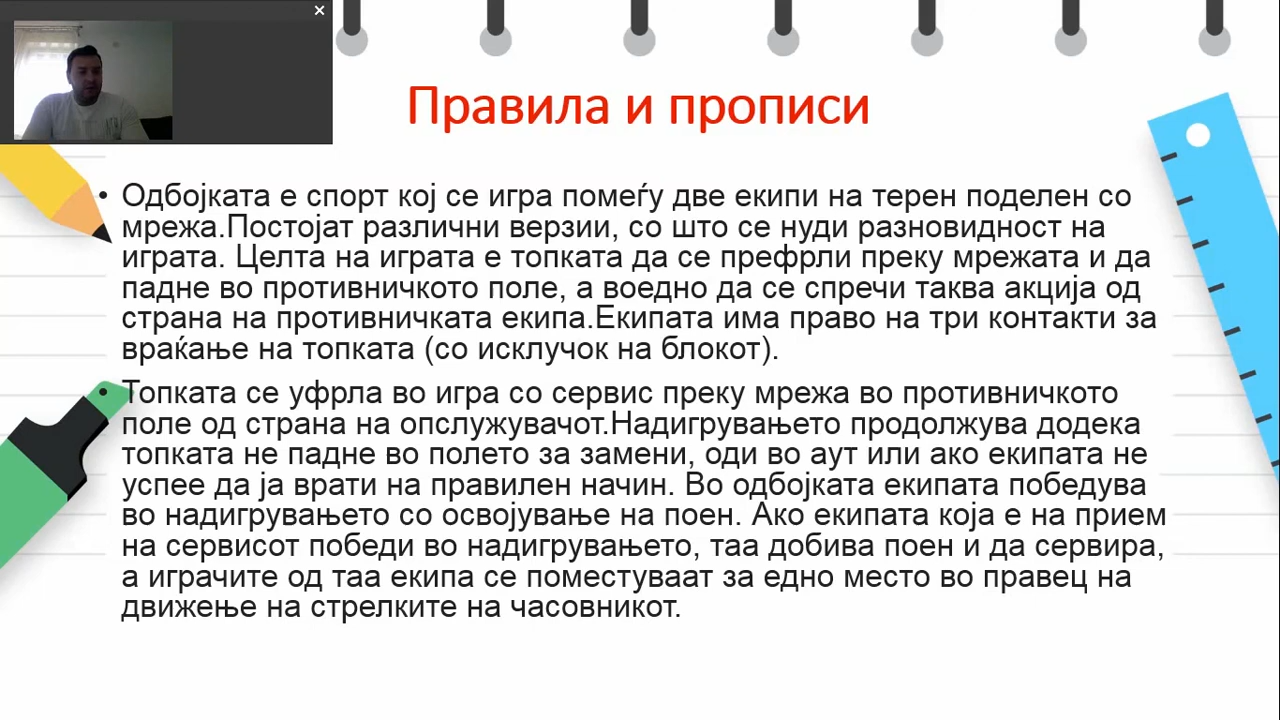 Правила и прописи
• Одбојката е спорт кој се игра помеѓу две екипи на терен поделен со
мрежа.Постојат различни верзии, со што се нуди разновидност на
играта. Целта на играта е топката да се префрли преку мрежата и да
падне во противничкото поле, а воедно да се спречи таква акција од
страна на противничката екипа.Екипата има право на три контакти за
враќање на топката (со исклучок на блокот).
• Топката се уфрла во игра со сервис преку мрежа во противничкото
поле од страна на опслужувачот.Надигрувањето продолжува додека
топката не падне во полето за замени, оди во аут или ако екипата не
успее да ја врати на правилен начин. Во одбојката екипата победува
во надигрувањето со освојување на поен. Ако екипата која е на прием
на сервисот победи во надигрувањето, таа добива поен и да сервира,
а играчите од таа екипа се поместуваат за едно место во правец на
движење на стрелките на часовникот.